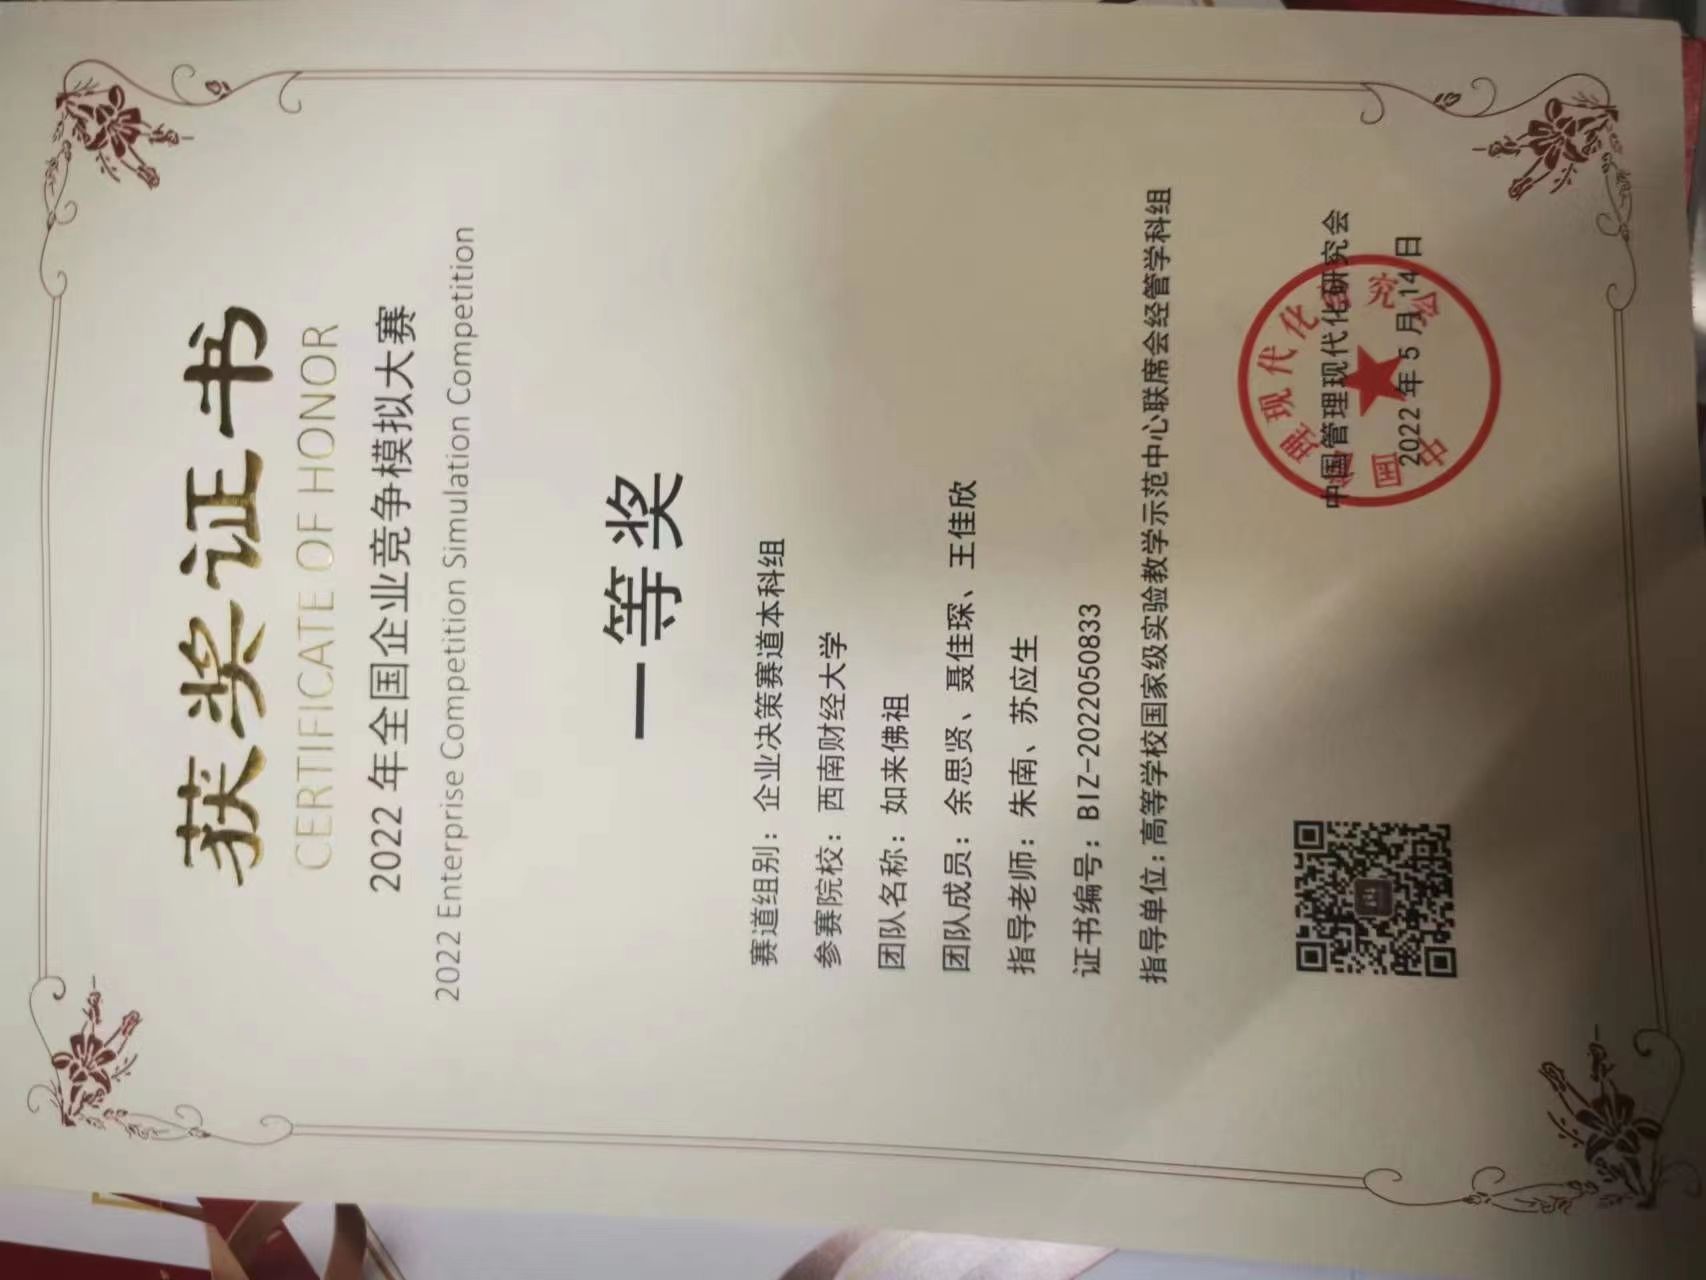 获奖证书
CERTIFICATE OF HONOR
2022 年全国企业竞争模拟大赛
2022 Enterprise Competition Simulation Competition
一等奖
赛道组别：企业决策赛道本科组
参赛院校：西南财经大学
团队名称：如来佛祖
团队成员：余思贤、聂佳琛、王佳欣
指导老师：朱南、苏应生
证书编号：BIZ-2022050833
指导单位：高等学校国家级实验教学示范中心联席会经管学科组
中国管理现代化研究会
2022 年 5 月 14 日
中国管理现代化研究会